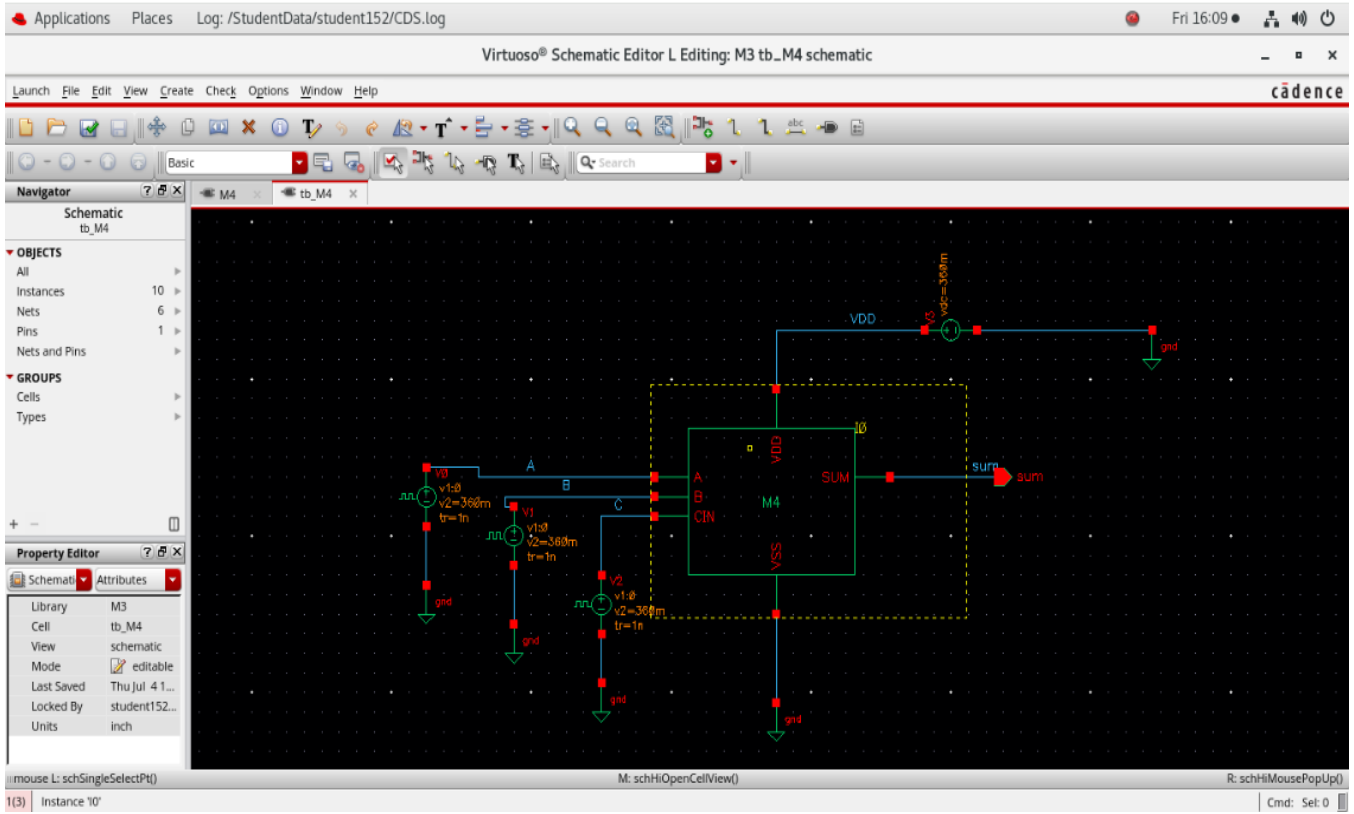 Applications Places Log: /StudentData/student152/CDS.log Fri 16:09
Virtuoso® Schematic Editor L Editing: M3 tb_M4 schematic
Launch File Edit View Create Check Options Window Help cādence
abc
Basic Search
Navigator M4 tb_M4
Schematic
tb_M4
OBJECTS
All
Instances 10
Nets 6
Pins 1
Nets and Pins
GROUPS
Cells
Types
Property Editor
Schemati Attributes
Library M3
Cell tb_M4
View schematic
Mode editable
Last Saved Thu Jul 4 1...
Locked By student152...
Units inch
vdc=360m
V3
VDD
gnd
I0
VDD
A
B
C
A
B
CIN
SUM
M4
VSS
sum
sum
V0
v1:0
v2=360m
tr=1n
gnd
V1
v1:0
v2=360m
tr=1n
gnd
V2
v1:0
v2=360m
tr=1n
gnd
gnd
mouse L: schSingleSelectPt() M: schHiOpenCellView() R: schHiMousePopUp()
1(3) Instance 'I0' Cmd: Sel: 0